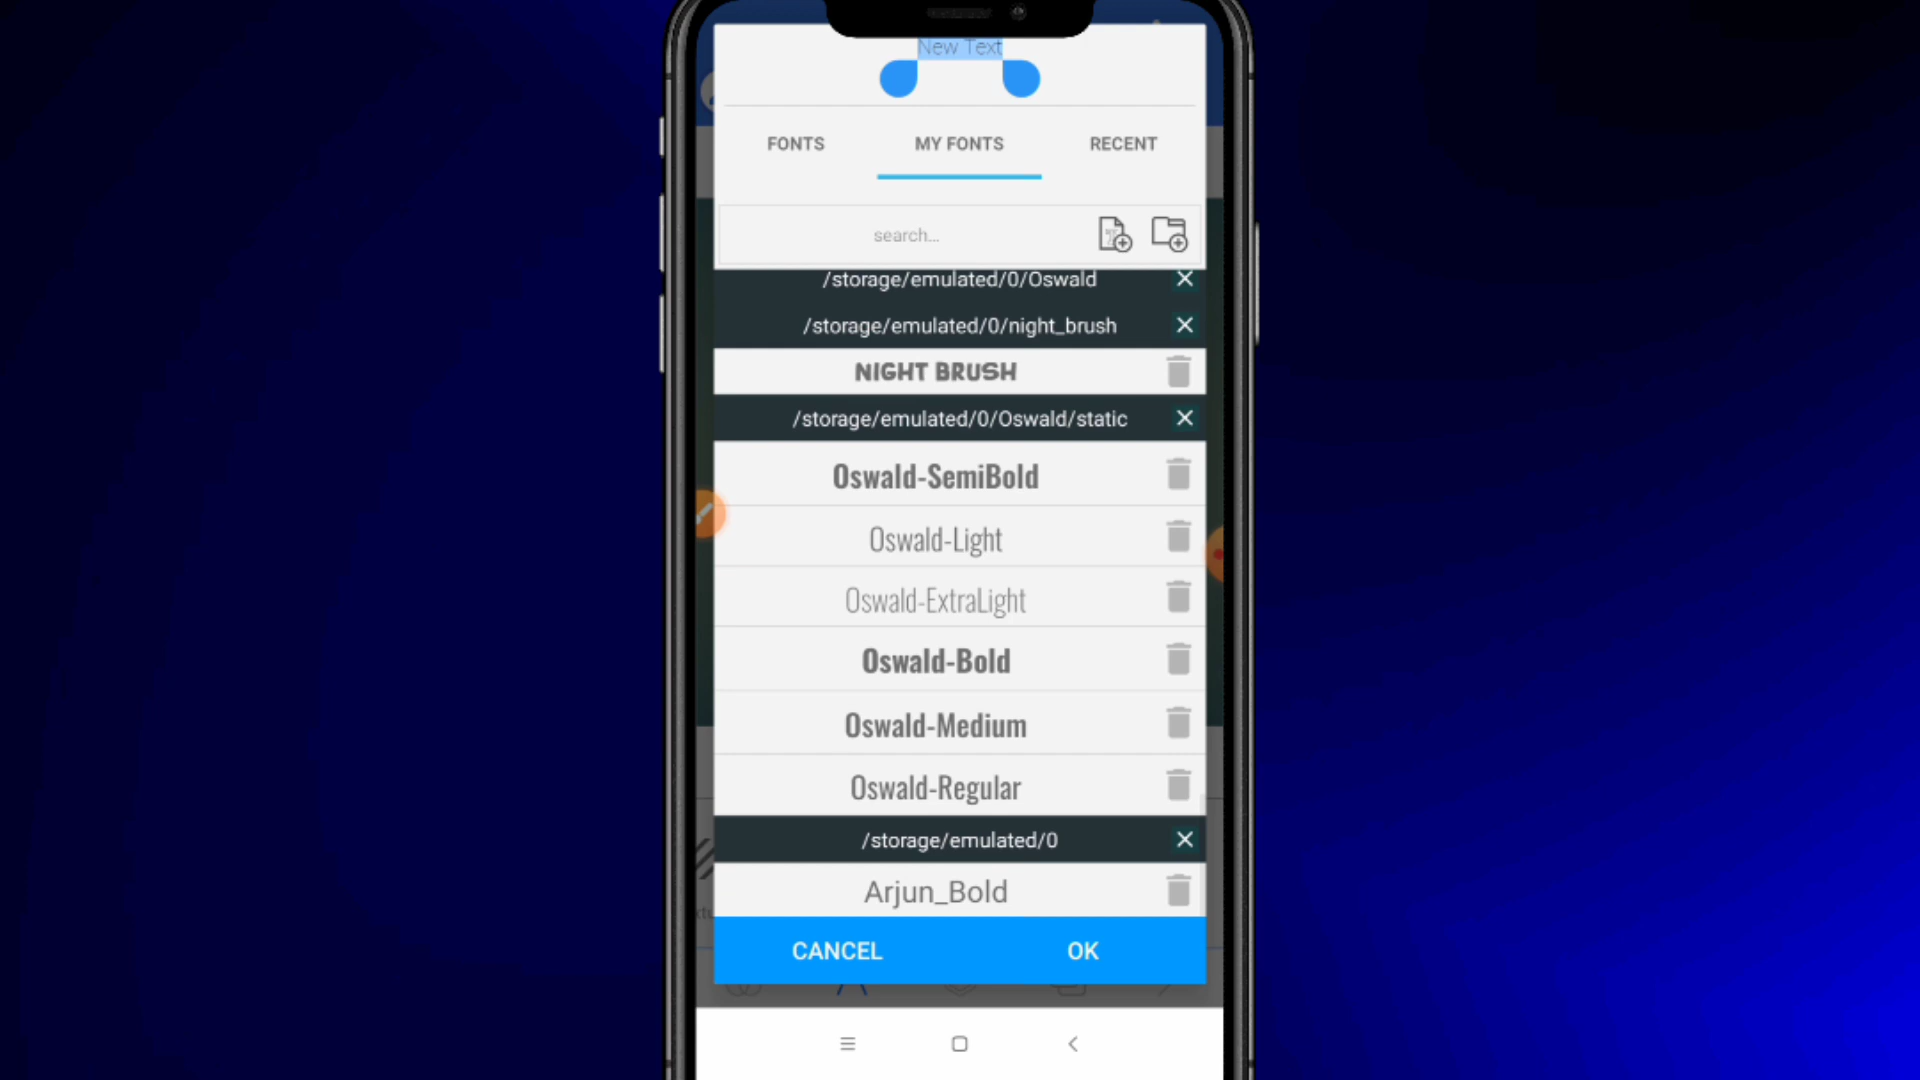 New Text
FONTS MY FONTS RECENT
search...
/storage/emulated/0/Oswald
/storage/emulated/0/night_brush
NIGHT BRUSH
/storage/emulated/0/Oswald/static
Oswald-SemiBold
Oswald-Light
Oswald-ExtraLight
Oswald-Bold
Oswald-Medium
Oswald-Regular
/storage/emulated/0
Arjun_Bold
CANCEL OK